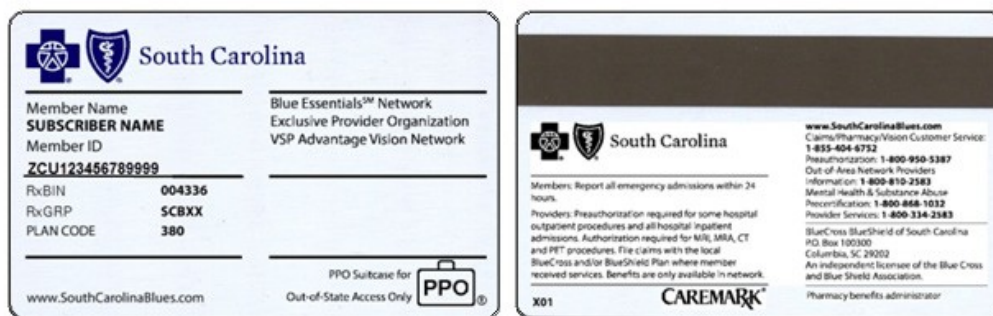 South Carolina
Member Name
SUBSCRIBER NAME
Member ID
ZCU123456789999
RxBIN 004336
RxGRP SCBXX
PLAN CODE 380
www.SouthCarolinaBlues.com
Blue Essentials℠ Network
Exclusive Provider Organization
VSP Advantage Vision Network
PPO Suitcase for
Out-of-State Access Only
PPO
®
South Carolina
Members: Report all emergency admissions within 24
hours.
Providers: Preauthorization required for some hospital
outpatient procedures and all hospital inpatient
admissions. Authorization required for MRI, MRA, CT
and PET procedures. File claims with the local
BlueCross and/or BlueShield Plan where member
received services. Benefits are only available in network.
X01
CAREMARK®
www.SouthCarolinaBlues.com
Claims/Pharmacy/Vision Customer Service:
1-855-404-6752
Preauthorization: 1-800-950-5387
Out-of-Area Network Providers
Information: 1-800-810-2583
Mental Health & Substance Abuse
Precertification: 1-800-868-1032
Provider Services: 1-800-334-2583
BlueCross BlueShield of South Carolina
P.O. Box 100300
Columbia, SC 29202
An independent licensee of the Blue Cross
and Blue Shield Association.
Pharmacy benefits administrator